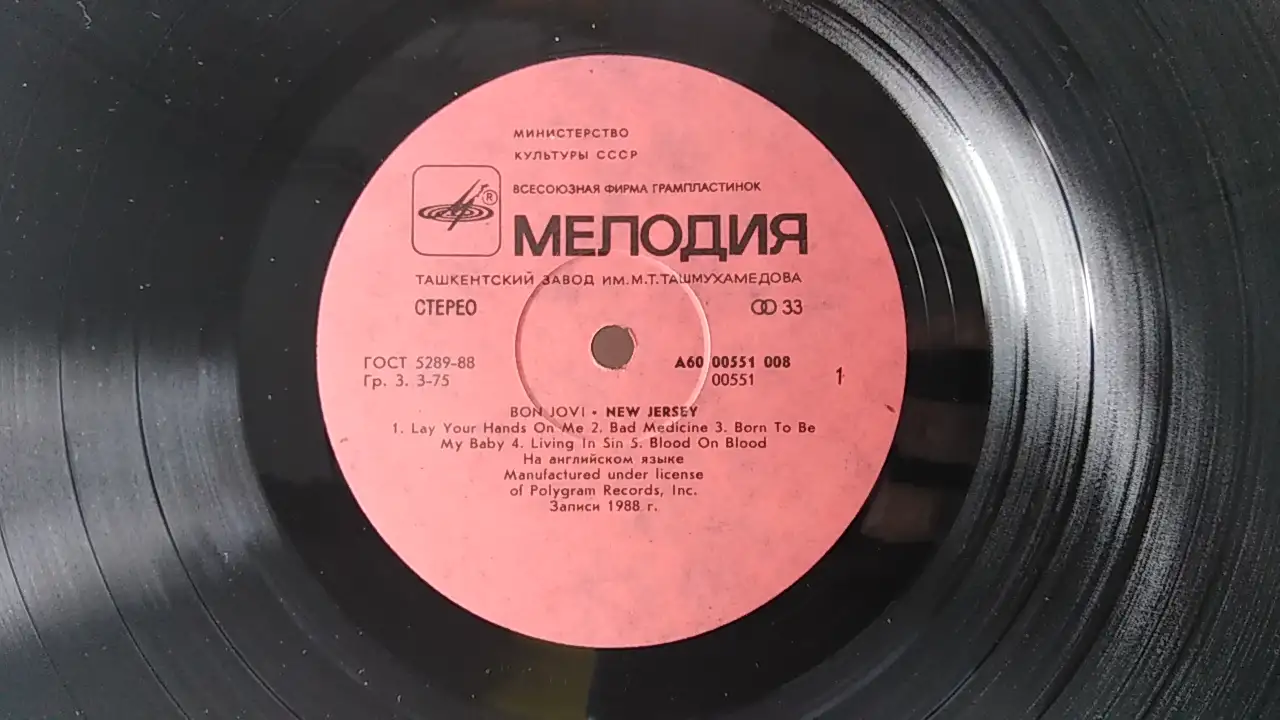 МИНИСТЕРСТВО
КУЛЬТУРЫ СССР
ВСЕСОЮЗНАЯ ФИРМА ГРАМПЛАСТИНОК
®
МЕЛОДИЯ
ТАШКЕНТСКИЙ ЗАВОД ИМ. М.Т.ТАШМУХАМЕДОВА
СТЕРЕО 33
ГОСТ 5289-88 А60 00551 008
Гр. 3. 3-75 00551 1
BON JOVI • NEW JERSEY
1. Lay Your Hands On Me 2. Bad Medicine 3. Born To Be
My Baby 4. Living In Sin 5. Blood On Blood
На английском языке
Manufactured under license
of Polygram Records, Inc.
Записи 1988 г.